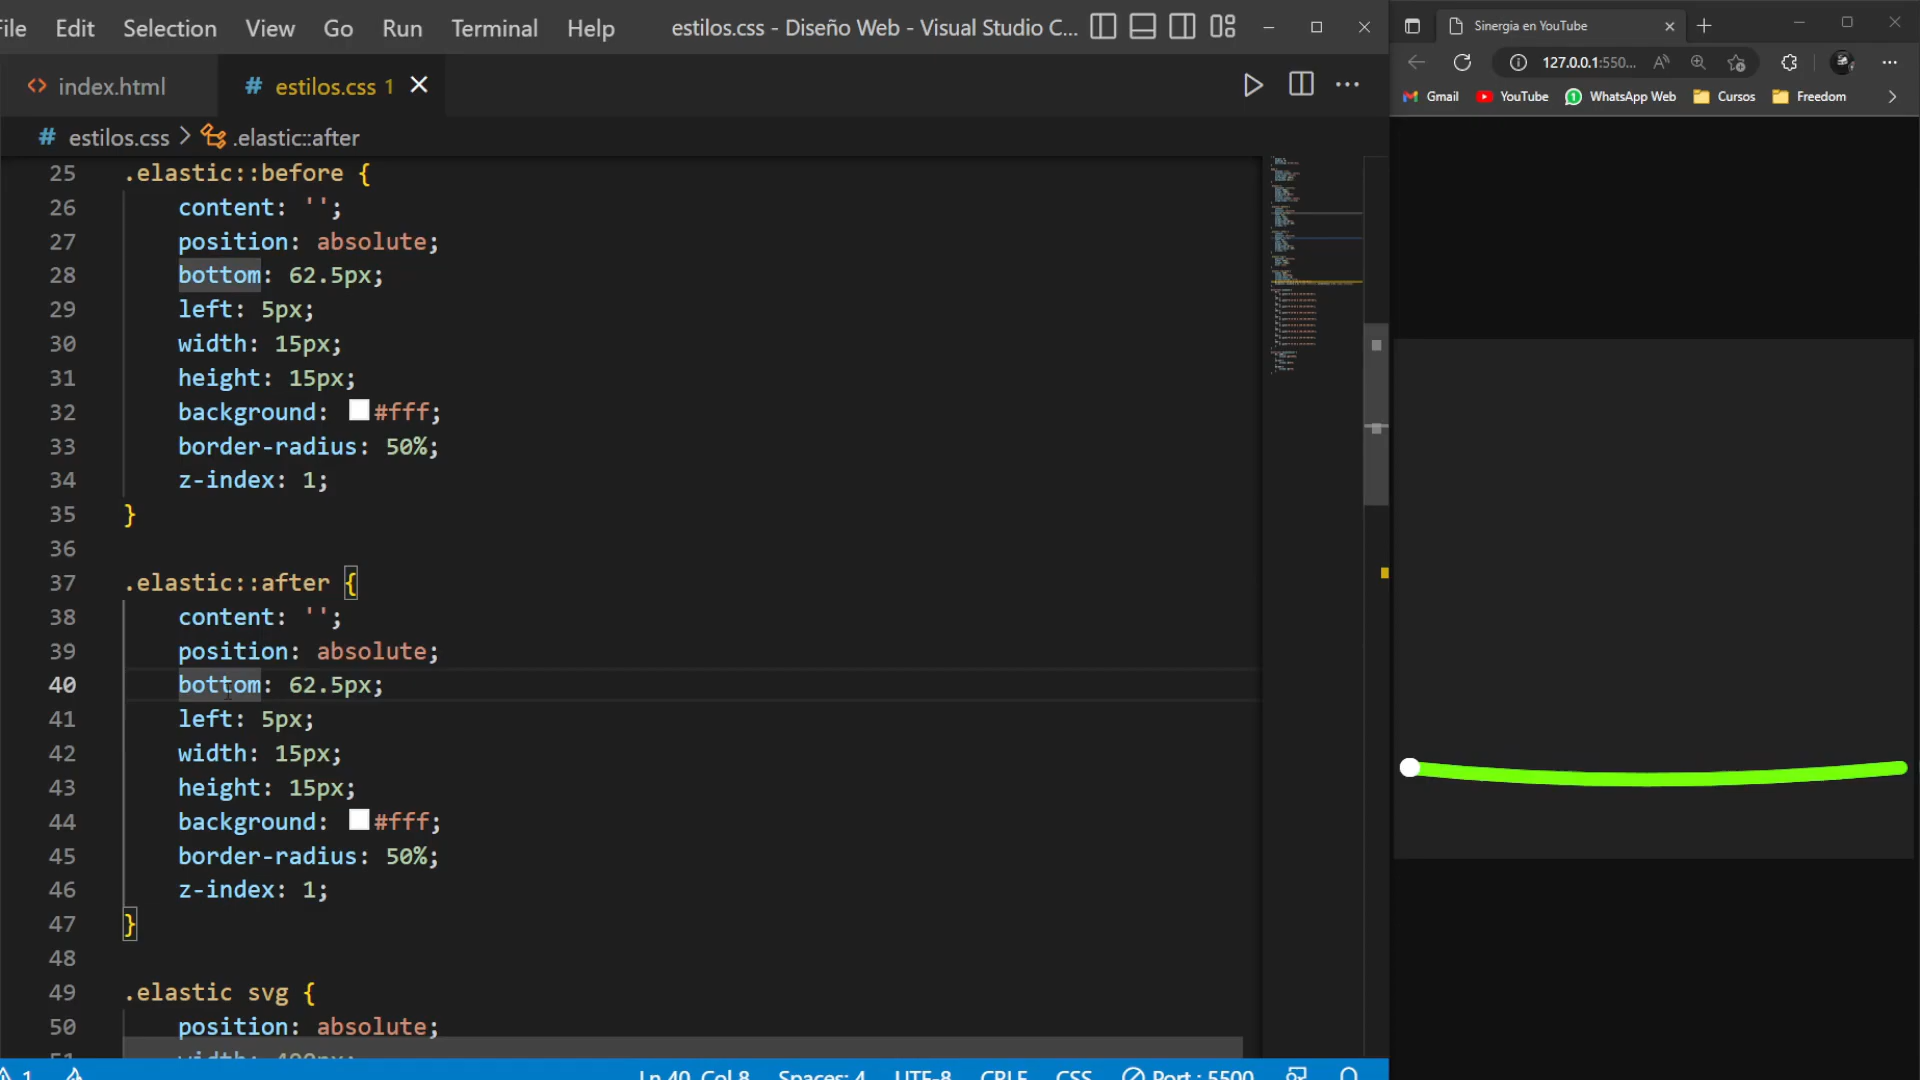 File Edit Selection View Go Run Terminal Help estilos.css - Diseño Web - Visual Studio C...
index.html # estilos.css 1
# estilos.css > .elastic::after
25 .elastic::before {
26 content: '';
27 position: absolute;
28 bottom: 62.5px;
29 left: 5px;
30 width: 15px;
31 height: 15px;
32 background: #fff;
33 border-radius: 50%;
34 z-index: 1;
35 }
36
37 .elastic::after {
38 content: '';
39 position: absolute;
40 bottom: 62.5px;
41 left: 5px;
42 width: 15px;
43 height: 15px;
44 background: #fff;
45 border-radius: 50%;
46 z-index: 1;
47 }
48
49 .elastic svg {
50 position: absolute;
51 width: 490px;
1 Ln 40, Col 8 Spaces: 4 UTF-8 CRLF CSS Port : 5500
Sinergia en YouTube
127.0.0.1:550...
Gmail YouTube WhatsApp Web Cursos Freedom